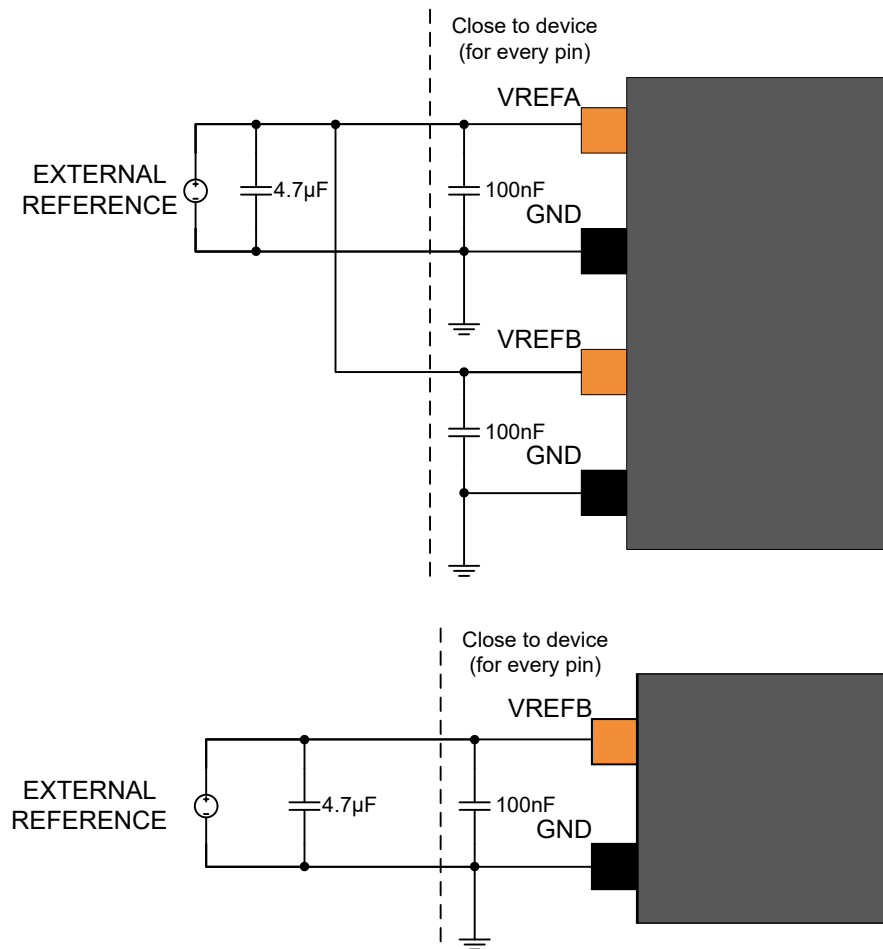 Close to device
(for every pin)
VREFA
EXTERNAL
REFERENCE
4.7µF
100nF
GND
VREFB
100nF
GND
Close to device
(for every pin)
VREFB
EXTERNAL
REFERENCE
4.7µF
100nF
GND